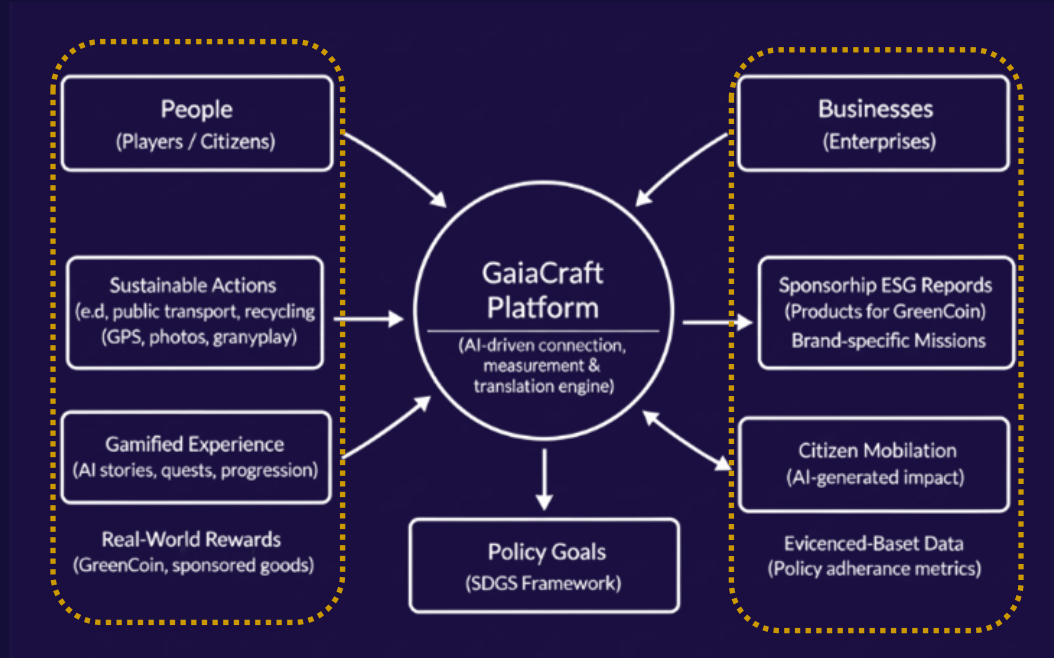 People
(Players / Citizens)
Sustainable Actions
(e.d, public transport, recycling
(GPS, photos, granyplay)
Gamified Experience
(AI stories, quests, progression)
Real-World Rewards
(GreenCoin, sponsored goods)
GaiaCraft
Platform
(AI-driven connection,
measurement &
translation engine)
Policy Goals
(SDGS Framework)
Businesses
(Enterprises)
Sponsorhip ESG Repords
(Products for GreenCoin)
Brand-specific Missions
Citizen Mobilation
(AI-generated impact)
Evicenced-Baset Data
(Policy adherance metrics)